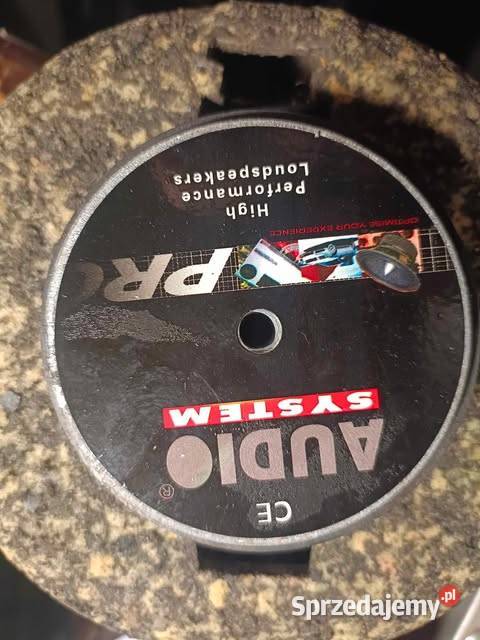 CE
AUDIO®
SYSTEM
PRO
OPTIMISE YOUR EXPERIENCE
High
Performance
Loudspeakers
Sprzedajemy.pl